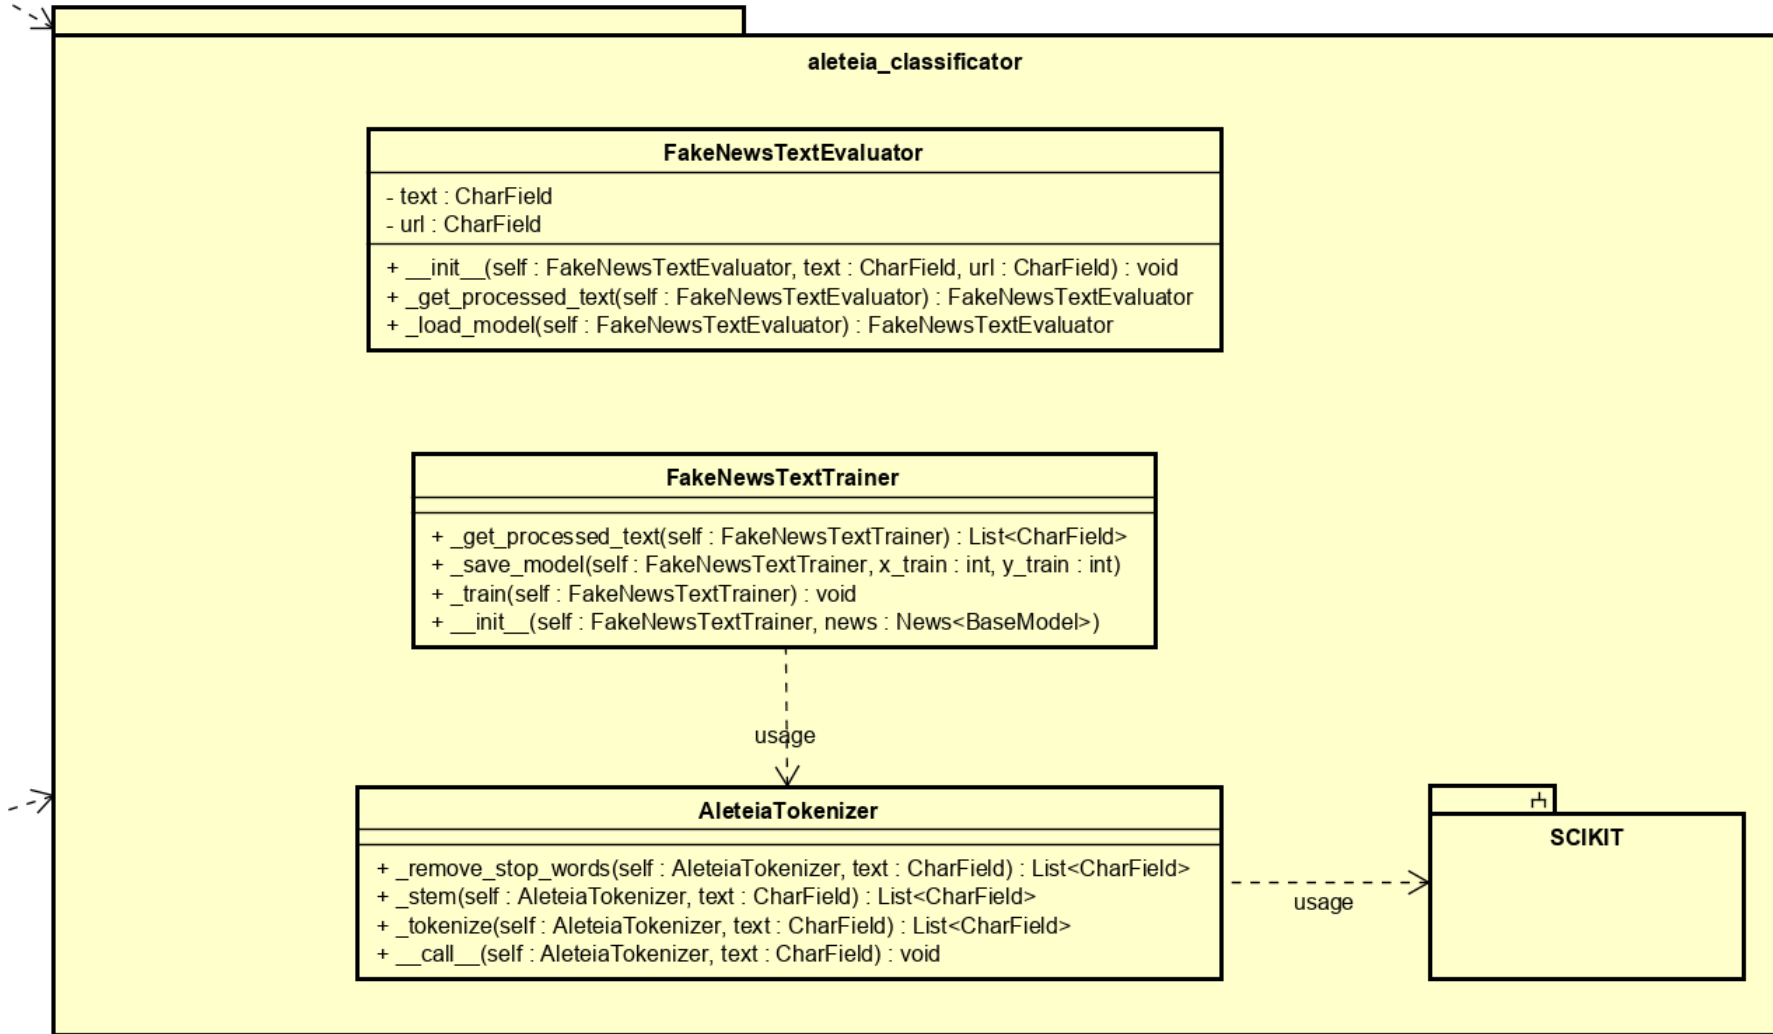 aleteia_classificator
FakeNewsTextEvaluator
- text : CharField
- url : CharField
+ __init__(self : FakeNewsTextEvaluator, text : CharField, url : CharField) : void
+ _get_processed_text(self : FakeNewsTextEvaluator) : FakeNewsTextEvaluator
+ _load_model(self : FakeNewsTextEvaluator) : FakeNewsTextEvaluator
FakeNewsTextTrainer
+ _get_processed_text(self : FakeNewsTextTrainer) : List<CharField>
+ _save_model(self : FakeNewsTextTrainer, x_train : int, y_train : int)
+ _train(self : FakeNewsTextTrainer) : void
+ __init__(self : FakeNewsTextTrainer, news : News<BaseModel>)
usage
AleteiaTokenizer
+ _remove_stop_words(self : AleteiaTokenizer, text : CharField) : List<CharField>
+ _stem(self : AleteiaTokenizer, text : CharField) : List<CharField>
+ _tokenize(self : AleteiaTokenizer, text : CharField) : List<CharField>
+ __call__(self : AleteiaTokenizer, text : CharField) : void
usage
SCIKIT